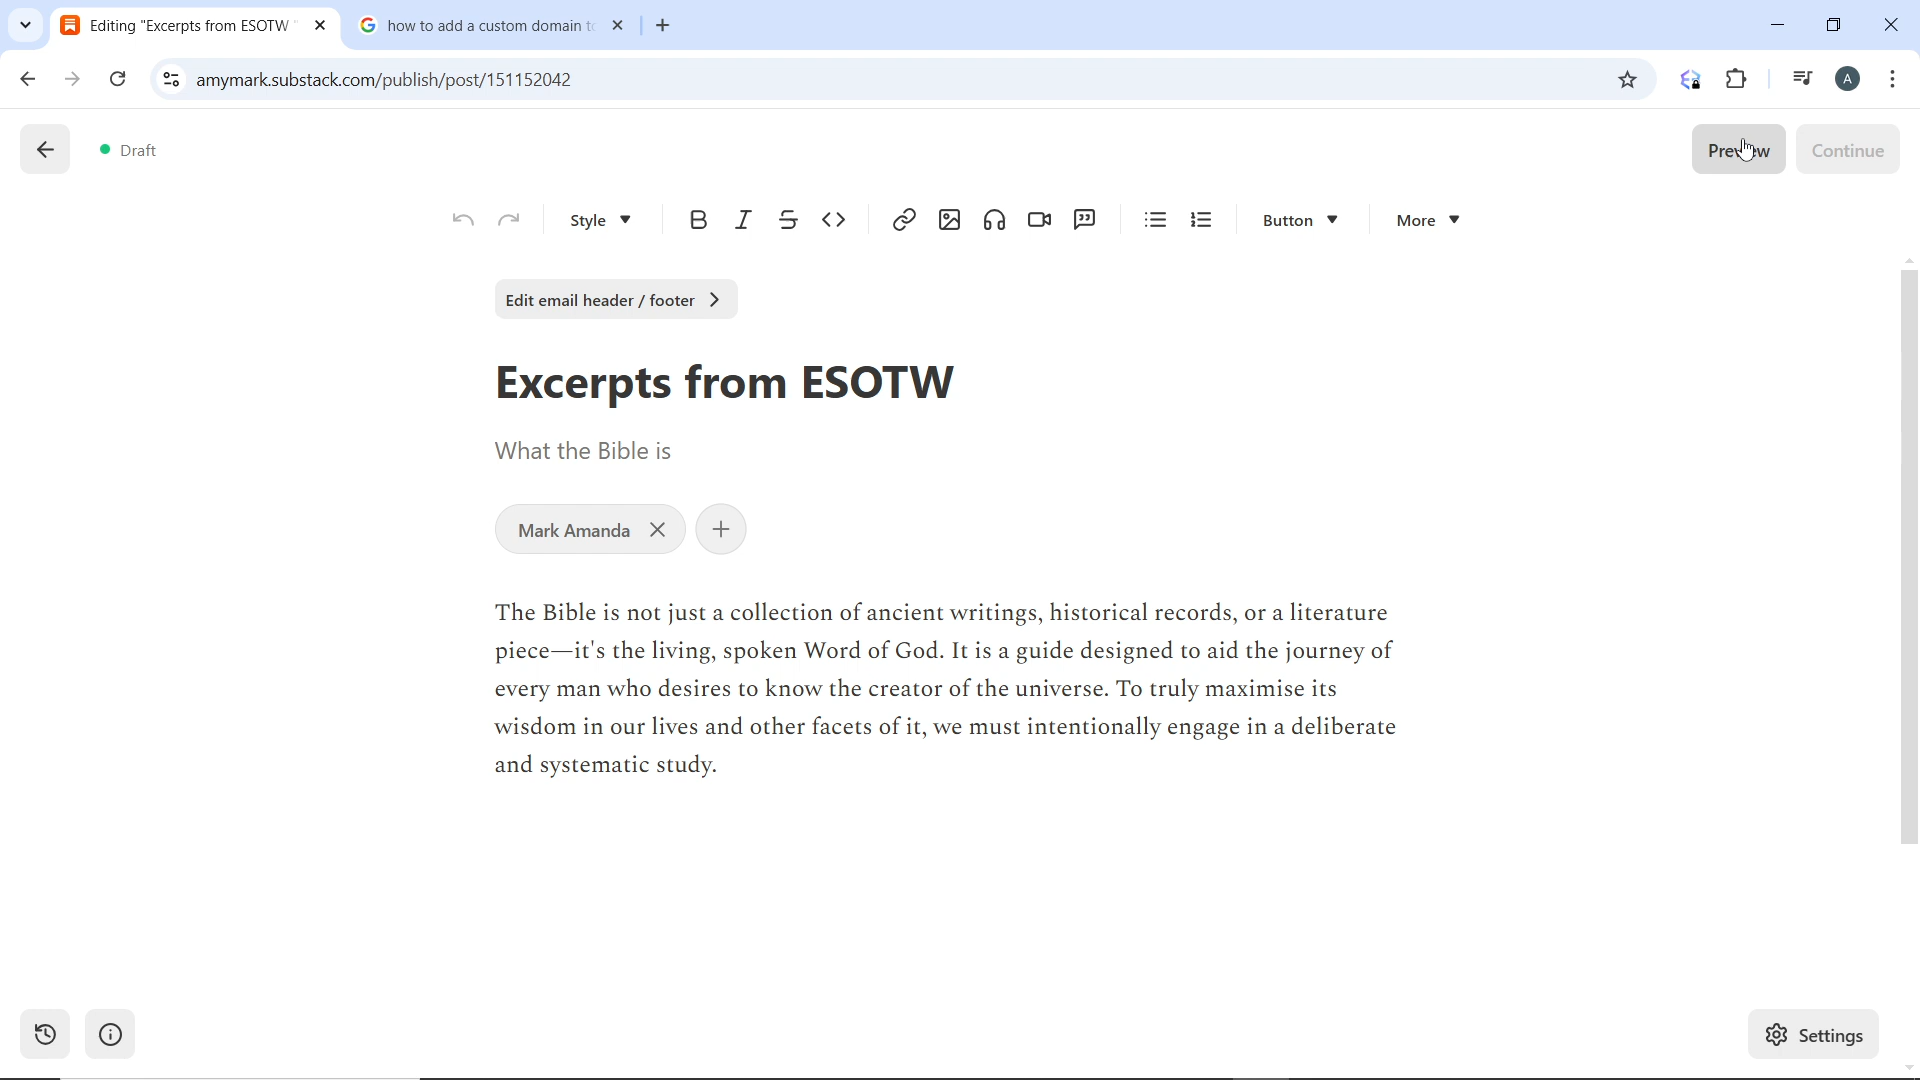 Editing "Excerpts from ESOTW"
how to add a custom domain to
amymark.substack.com/publish/post/151152042
A
Draft
Preview
Continue
Style
Button
More
Edit email header / footer
Excerpts from ESOTW
What the Bible is
Mark Amanda
The Bible is not just a collection of ancient writings, historical records, or a literature
piece—it's the living, spoken Word of God. It is a guide designed to aid the journey of
every man who desires to know the creator of the universe. To truly maximise its
wisdom in our lives and other facets of it, we must intentionally engage in a deliberate
and systematic study.
Settings